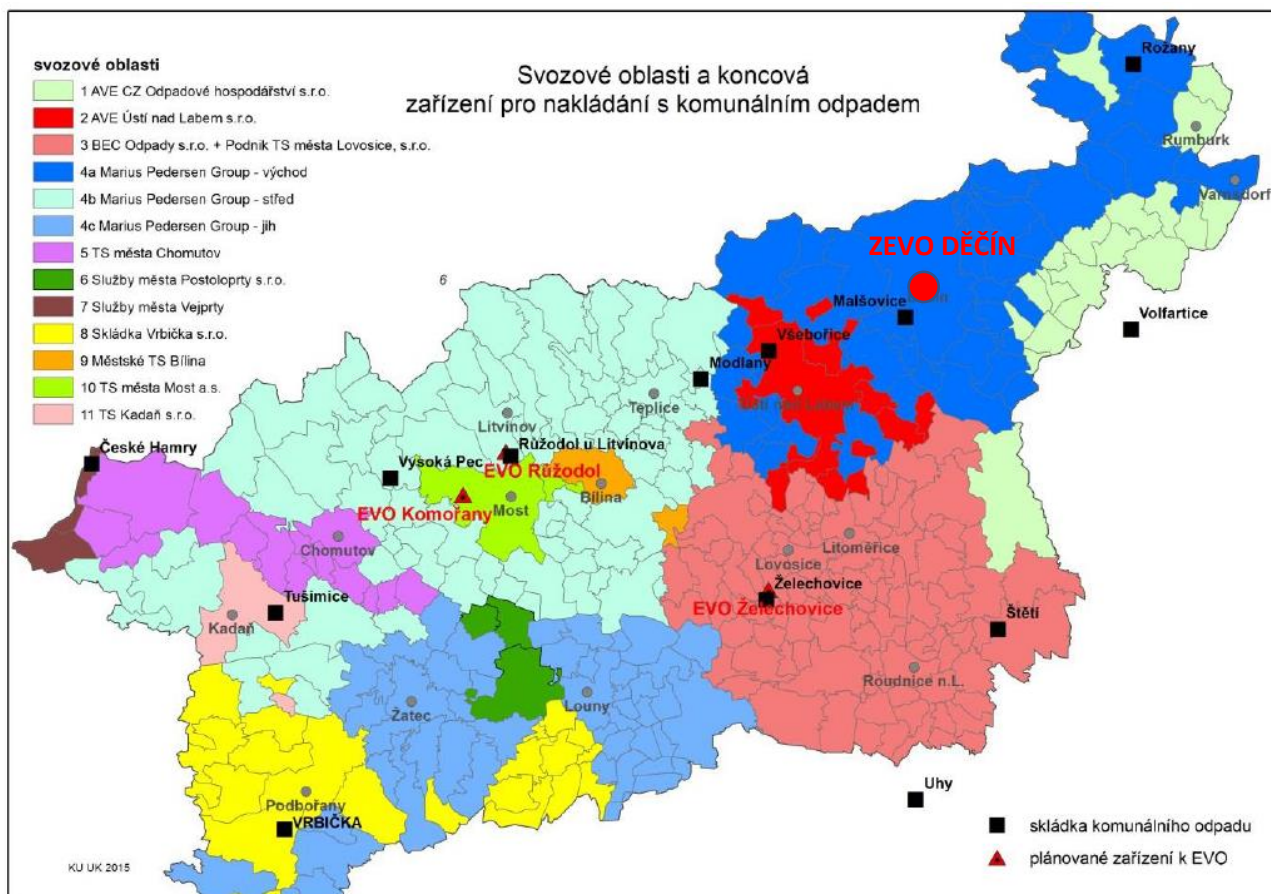 Svozové oblasti a koncová
zařízení pro nakládání s komunálním odpadem
svozové oblasti
1 AVE CZ Odpadové hospodářství s.r.o.
2 AVE Ústí nad Labem s.r.o.
3 BEC Odpady s.r.o. + Podnik TS města Lovosice, s.r.o.
4a Marius Pedersen Group - východ
4b Marius Pedersen Group - střed
4c Marius Pedersen Group - jih
5 TS města Chomutov
6 Služby města Postoloprty s.r.o.
7 Služby města Vejprty
8 Skládka Vrbička s.r.o.
9 Městské TS Bílina
10 TS města Most a.s.
11 TS Kadaň s.r.o.
Rožany
Rumburk
Varnsdorf
ZEVO DĚČÍN
6
Malšovice
Volfartice
Všebořice
Modlany
Teplice
Ústí nad Labem
Litvínov
České Hamry
Růžodol u Litvínova
Vysoká Pec
EVO Růžodol
Bílina
EVO Komořany
Most
Chomutov
Litoměřice
Lovosice
Želechovice
EVO Želechovice
Tušimice
Kadaň
Štětí
Roudnice n.L.
Žatec
Louny
Podbořany
VRBIČKA
Uhy
skládka komunálního odpadu
plánované zařízení k EVO
KU UK 2015